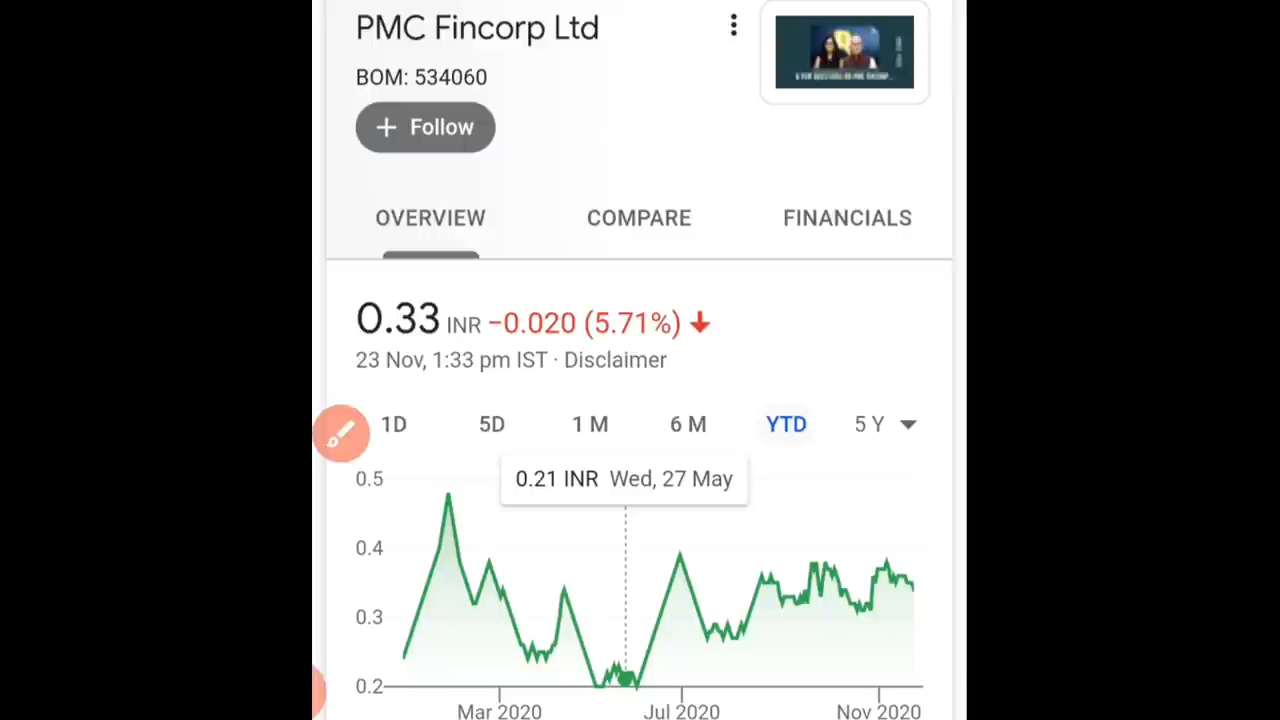 PMC Fincorp Ltd
BOM: 534060
+ Follow
OVERVIEW COMPARE FINANCIALS
0.33 INR −0.020 (5.71%)
23 Nov, 1:33 pm IST · Disclaimer
1D 5D 1 M 6 M YTD 5 Y
0.21 INR Wed, 27 May
0.5
0.4
0.3
0.2
Mar 2020 Jul 2020 Nov 2020